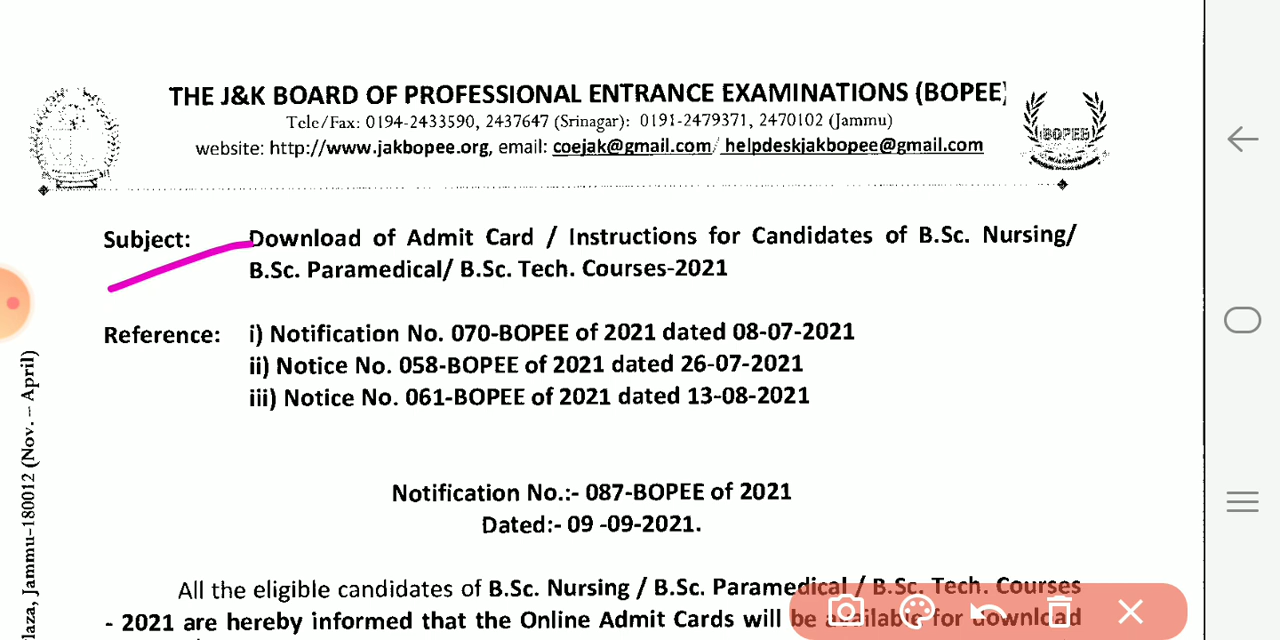 THE J&K BOARD OF PROFESSIONAL ENTRANCE EXAMINATIONS (BOPEE)
Tele/Fax: 0194-2433590, 2437647 (Srinagar): 0191-2479371, 2470102 (Jammu)
website: http://www.jakbopee.org, email: coejak@gmail.com/ helpdeskjakbopee@gmail.com
BOPEE
Subject: Download of Admit Card / Instructions for Candidates of B.Sc. Nursing/
B.Sc. Paramedical/ B.Sc. Tech. Courses-2021
Reference: i) Notification No. 070-BOPEE of 2021 dated 08-07-2021
ii) Notice No. 058-BOPEE of 2021 dated 26-07-2021
iii) Notice No. 061-BOPEE of 2021 dated 13-08-2021
Notification No.:- 087-BOPEE of 2021
Dated:- 09 -09-2021.
All the eligible candidates of B.Sc. Nursing / B.Sc. Paramedical / B.Sc. Tech. Courses
- 2021 are hereby informed that the Online Admit Cards will be available for download
laza, Jammu-180012 (Nov. – April)